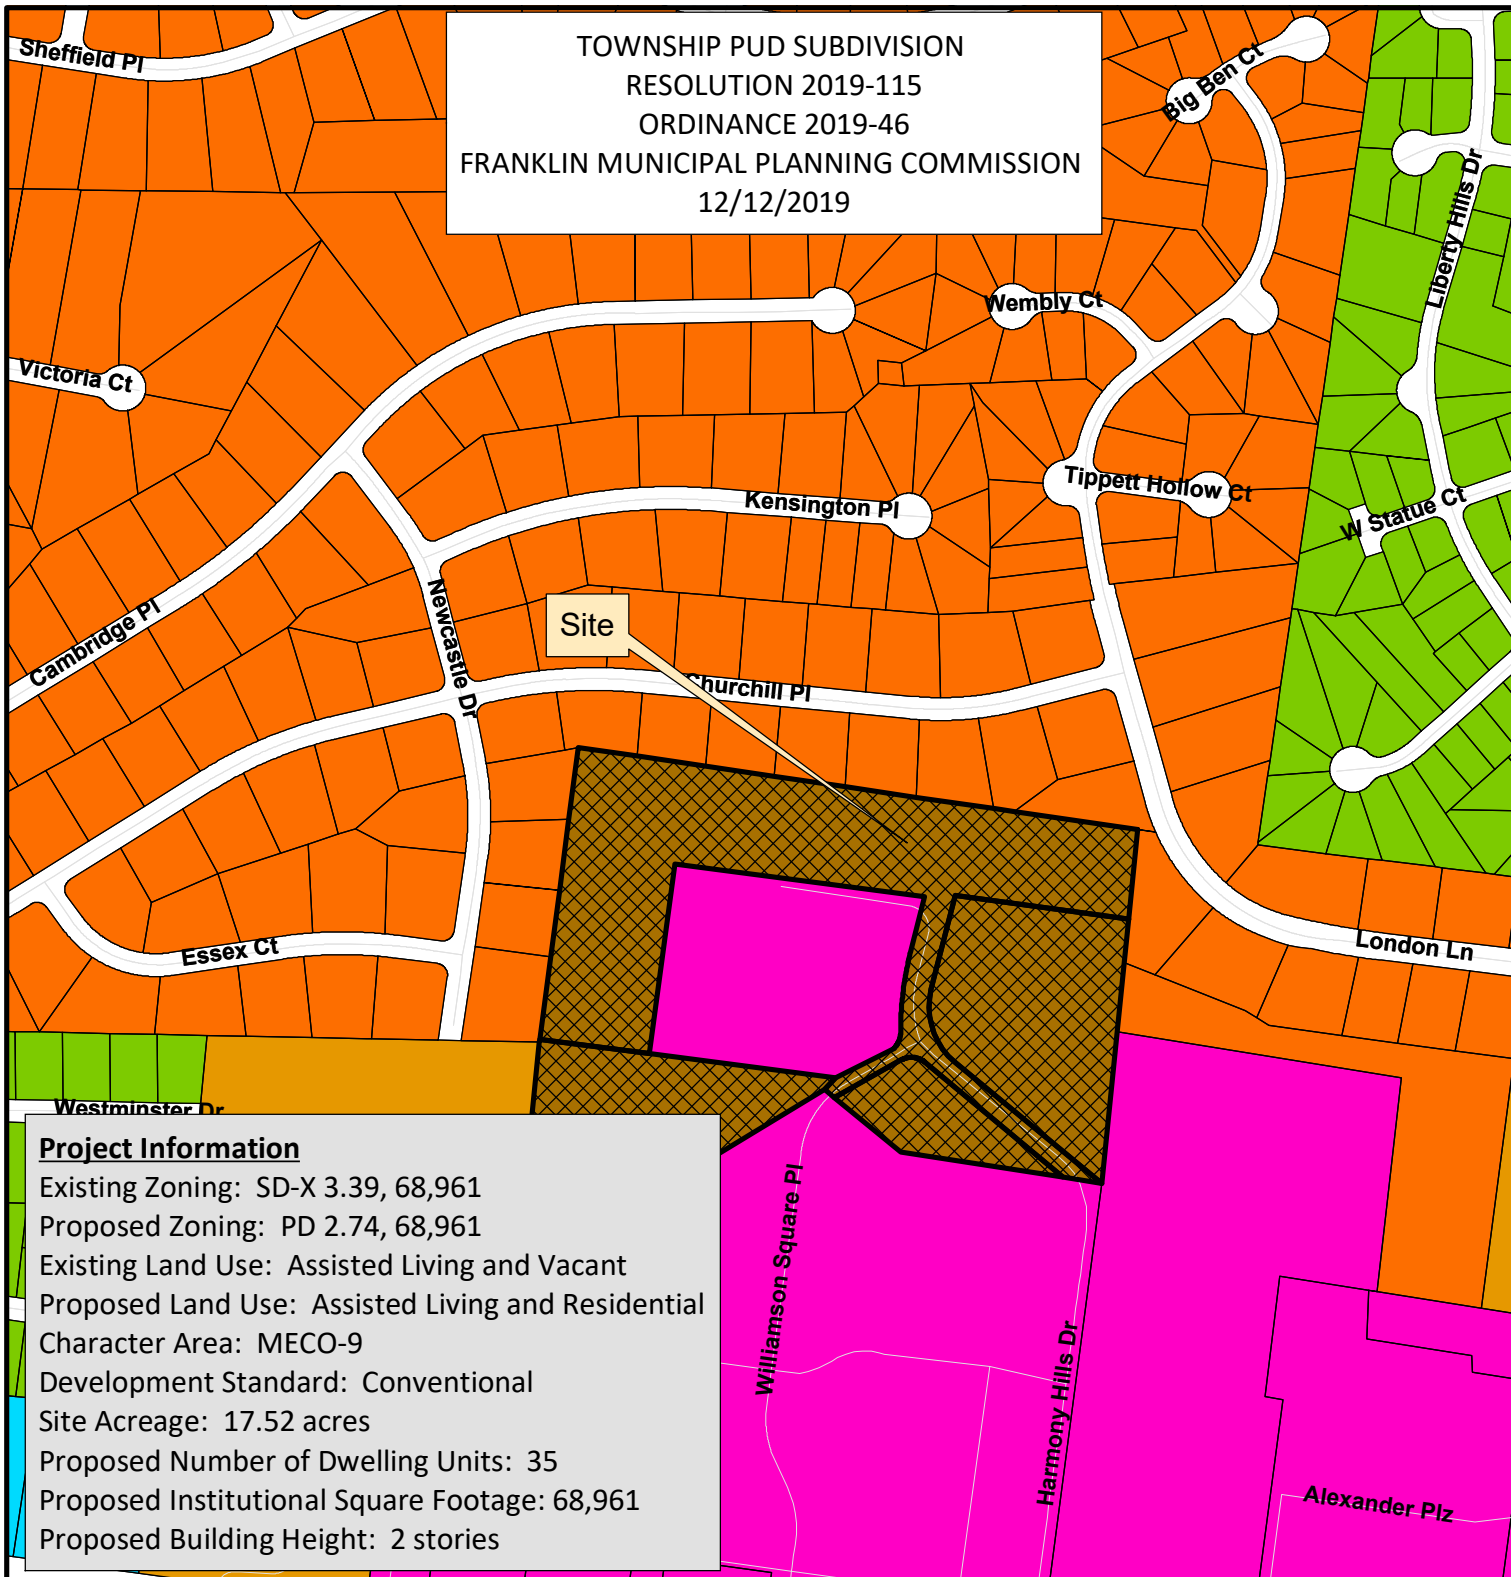 TOWNSHIP PUD SUBDIVISION
RESOLUTION 2019-115
ORDINANCE 2019-46
FRANKLIN MUNICIPAL PLANNING COMMISSION
12/12/2019
Sheffield Pl
Big Ben Ct
Liberty Hills Dr
Wembly Ct
Victoria Ct
Tippett Hollow Ct
Kensington Pl
W Statue Ct
Newcastle Dr
Cambridge Pl
Site
Churchill Pl
Essex Ct
London Ln
Westminster Dr
Williamson Square Pl
Harmony Hills Dr
Alexander Plz
Project Information
Existing Zoning: SD-X 3.39, 68,961
Proposed Zoning: PD 2.74, 68,961
Existing Land Use: Assisted Living and Vacant
Proposed Land Use: Assisted Living and Residential
Character Area: MECO-9
Development Standard: Conventional
Site Acreage: 17.52 acres
Proposed Number of Dwelling Units: 35
Proposed Institutional Square Footage: 68,961
Proposed Building Height: 2 stories